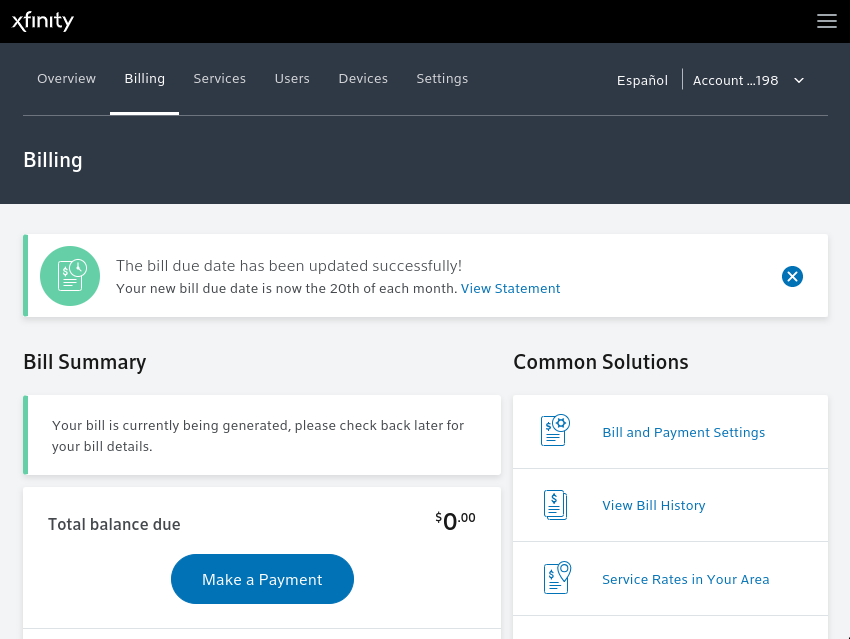 xfinity
Overview Billing Services Users Devices Settings Español Account ...198
Billing
The bill due date has been updated successfully!
Your new bill due date is now the 20th of each month. View Statement
Bill Summary
Your bill is currently being generated, please check back later for
your bill details.
Total balance due $0.00
Make a Payment
Common Solutions
Bill and Payment Settings
View Bill History
Service Rates in Your Area